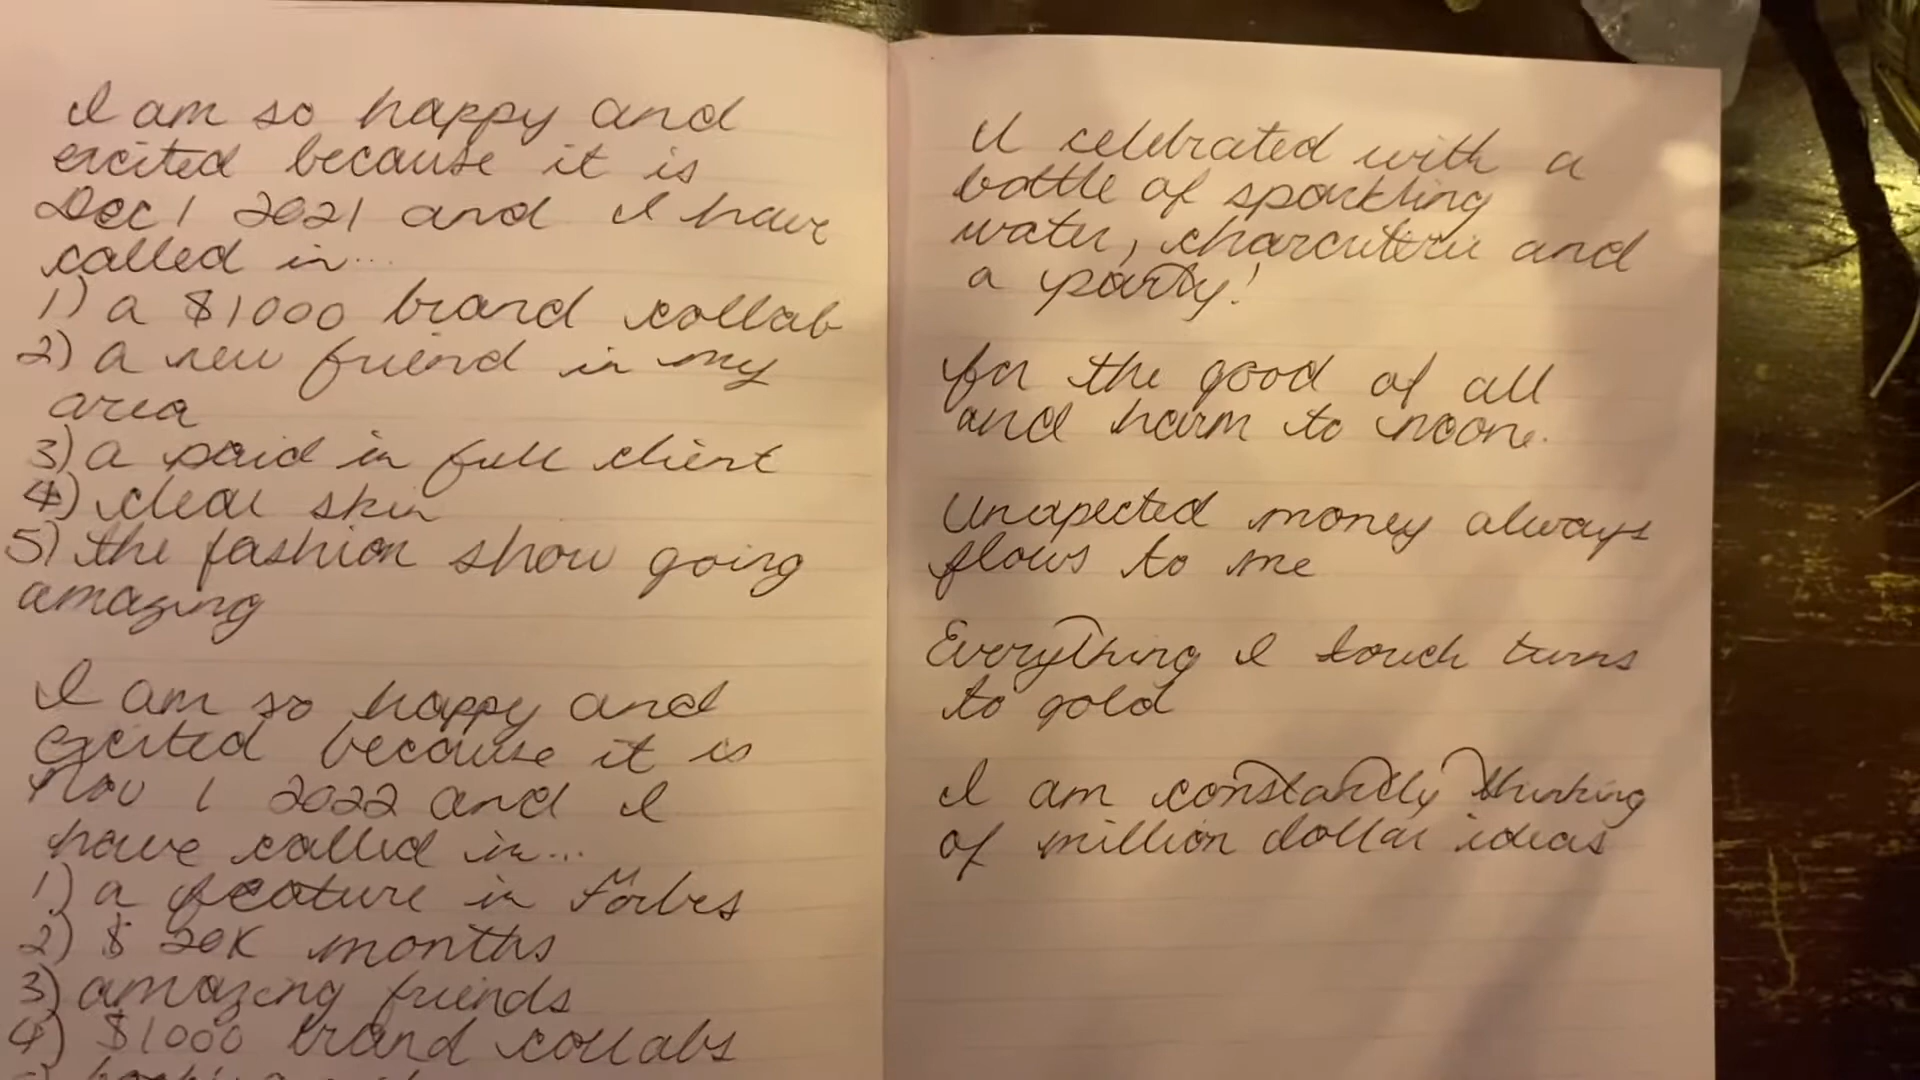 I am so happy and
excited because it is
Dec 1 2021 and I have
called in...
1) a $1000 brand collab
2) a new friend in my
area
3) a paid in full client
4) clear skin
5) the fashion show going
amazing
I am so happy and
excited because it is
Nov 1 2022 and I
have called in...
1) a feature in Forbes
2) $ 20K months
3) amazing friends
4) $1000 brand collabs
I celebrated with a
bottle of sparkling
water, charcuterie and
a party!
for the good of all
and harm to noone.
Unexpected money always
flows to me
Everything I touch turns
to gold
I am constantly thinking
of million dollar ideas